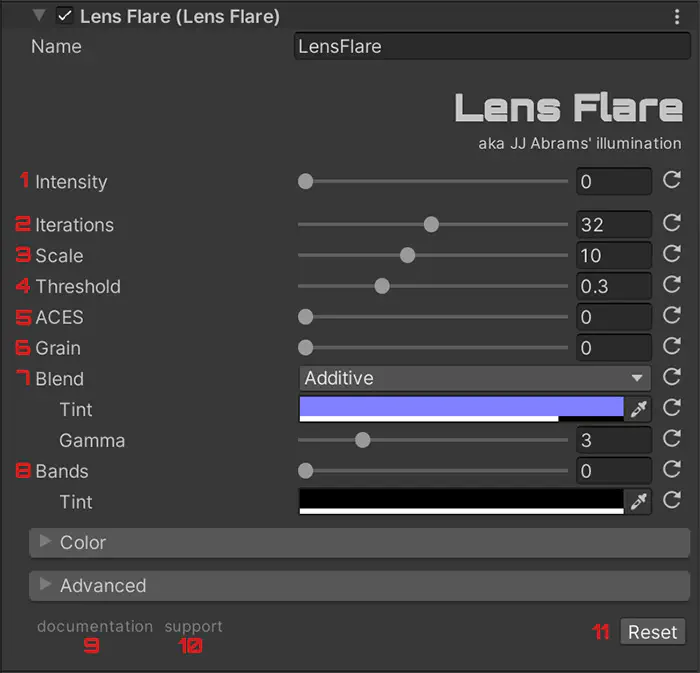 Lens Flare (Lens Flare)
Name LensFlare
Lens Flare
aka JJ Abrams' illumination
1 Intensity 0
2 Iterations 32
3 Scale 10
4 Threshold 0.3
5 ACES 0
6 Grain 0
7 Blend Additive
Tint
Gamma 3
8 Bands 0
Tint
Color
Advanced
documentation support
9 10 11 Reset